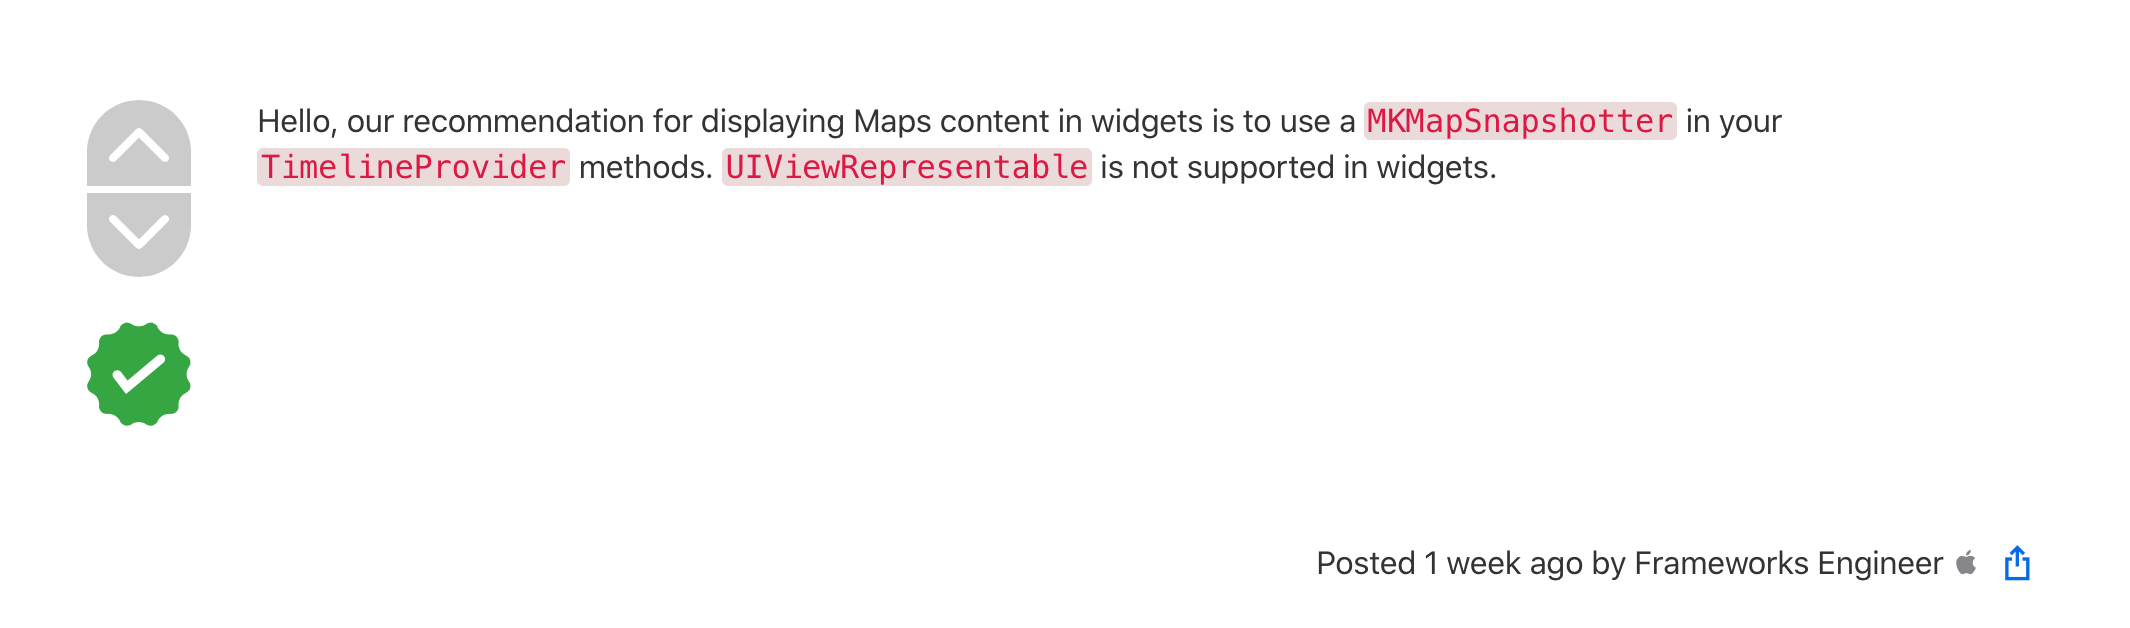 Hello, our recommendation for displaying Maps content in widgets is to use a MKMapSnapshotter in your
TimelineProvider methods. UIViewRepresentable is not supported in widgets.
Posted 1 week ago by Frameworks Engineer